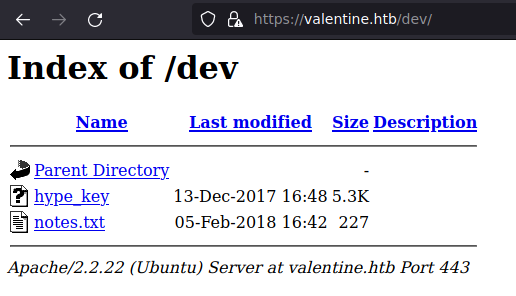 https://valentine.htb/dev/
Index of /dev
Name Last modified Size Description
Parent Directory -
hype_key 13-Dec-2017 16:48 5.3K
notes.txt 05-Feb-2018 16:42 227
Apache/2.2.22 (Ubuntu) Server at valentine.htb Port 443